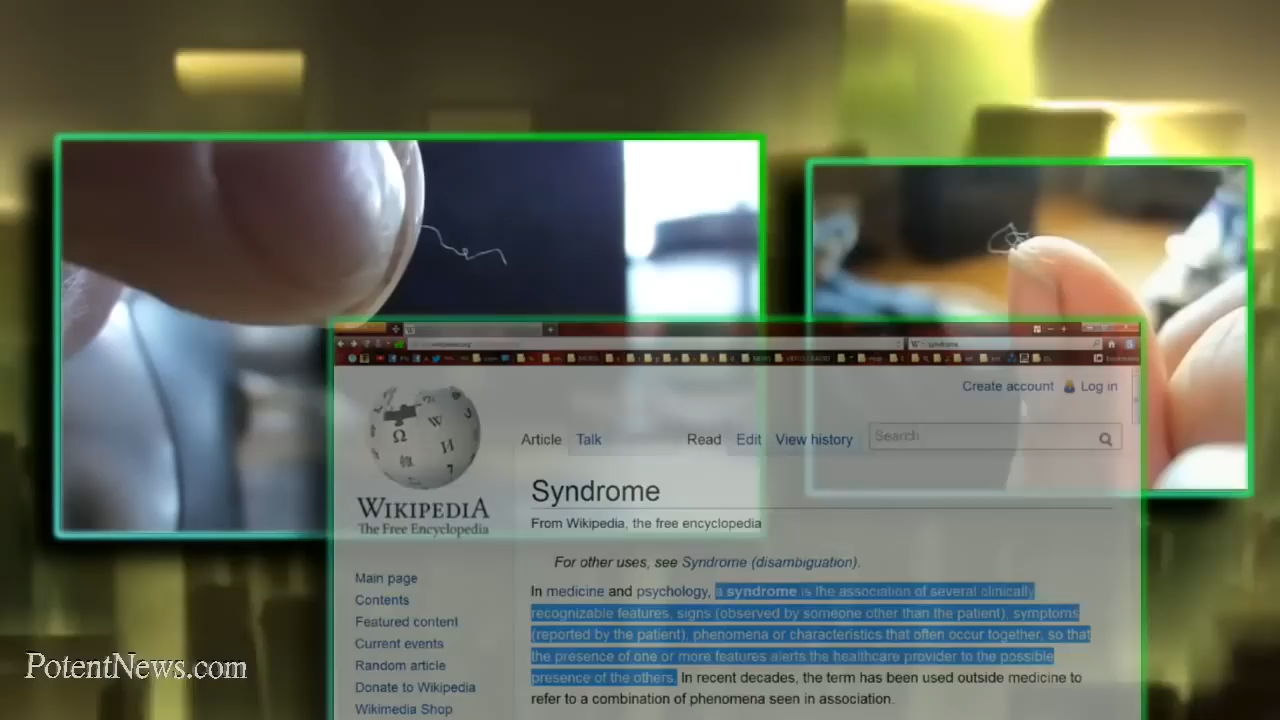 syndrome
Create account Log in
Article Talk Read Edit View history Search
WIKIPEDIA
The Free Encyclopedia
Syndrome
From Wikipedia, the free encyclopedia
For other uses, see Syndrome (disambiguation).
In medicine and psychology, a syndrome is the association of several clinically
recognizable features, signs (observed by someone other than the patient), symptoms
(reported by the patient), phenomena or characteristics that often occur together, so that
the presence of one or more features alerts the healthcare provider to the possible
presence of the others. In recent decades, the term has been used outside medicine to
refer to a combination of phenomena seen in association.
Main page
Contents
Featured content
Current events
Random article
Donate to Wikipedia
Wikimedia Shop
PotentNews.com